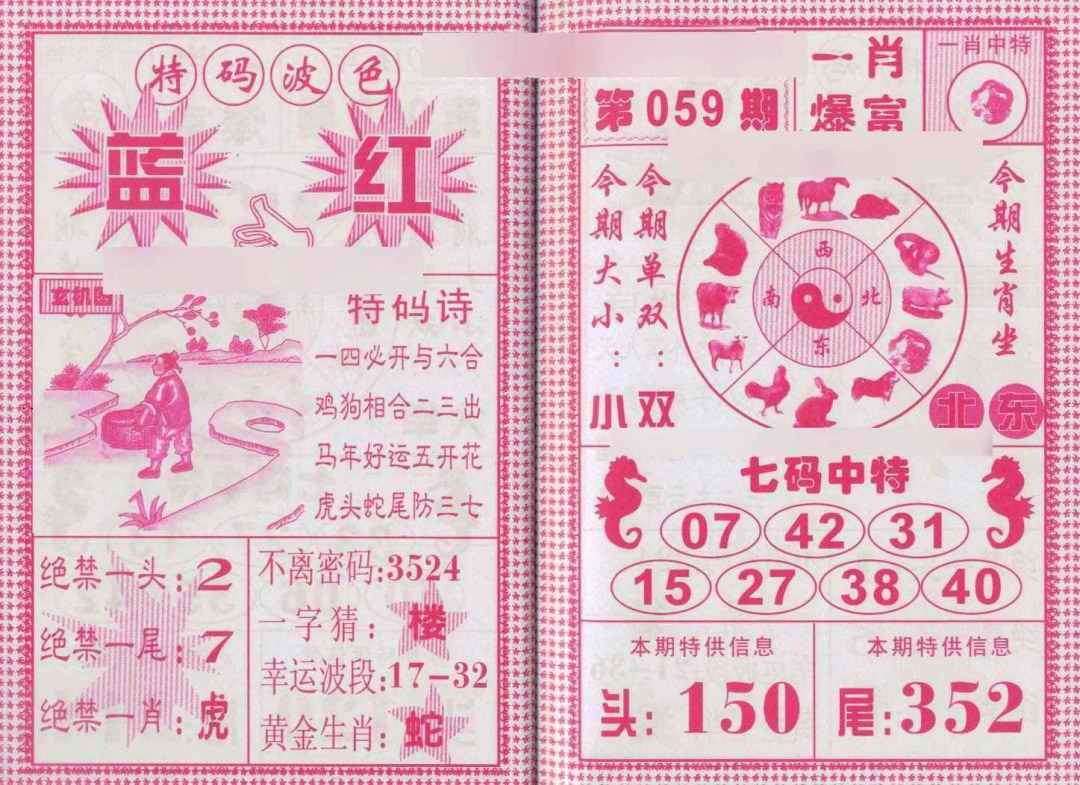 特码波色
蓝 红
玄机图
特码诗
一四必开与六合
鸡狗相合二三出
马年好运五开花
虎头蛇尾防三七
绝禁一头：2
绝禁一尾：7
绝禁一肖：虎
不离密码:3524
一字猜：楼
幸运波段:17-32
黄金生肖：蛇
第059期
一肖
爆富
一肖中特
今期大小：小
今期单双：双
西
南 北
东
今期生肖坐
北 东
七码中特
07 42 31
15 27 38 40
本期特供信息
头：150
本期特供信息
尾：352